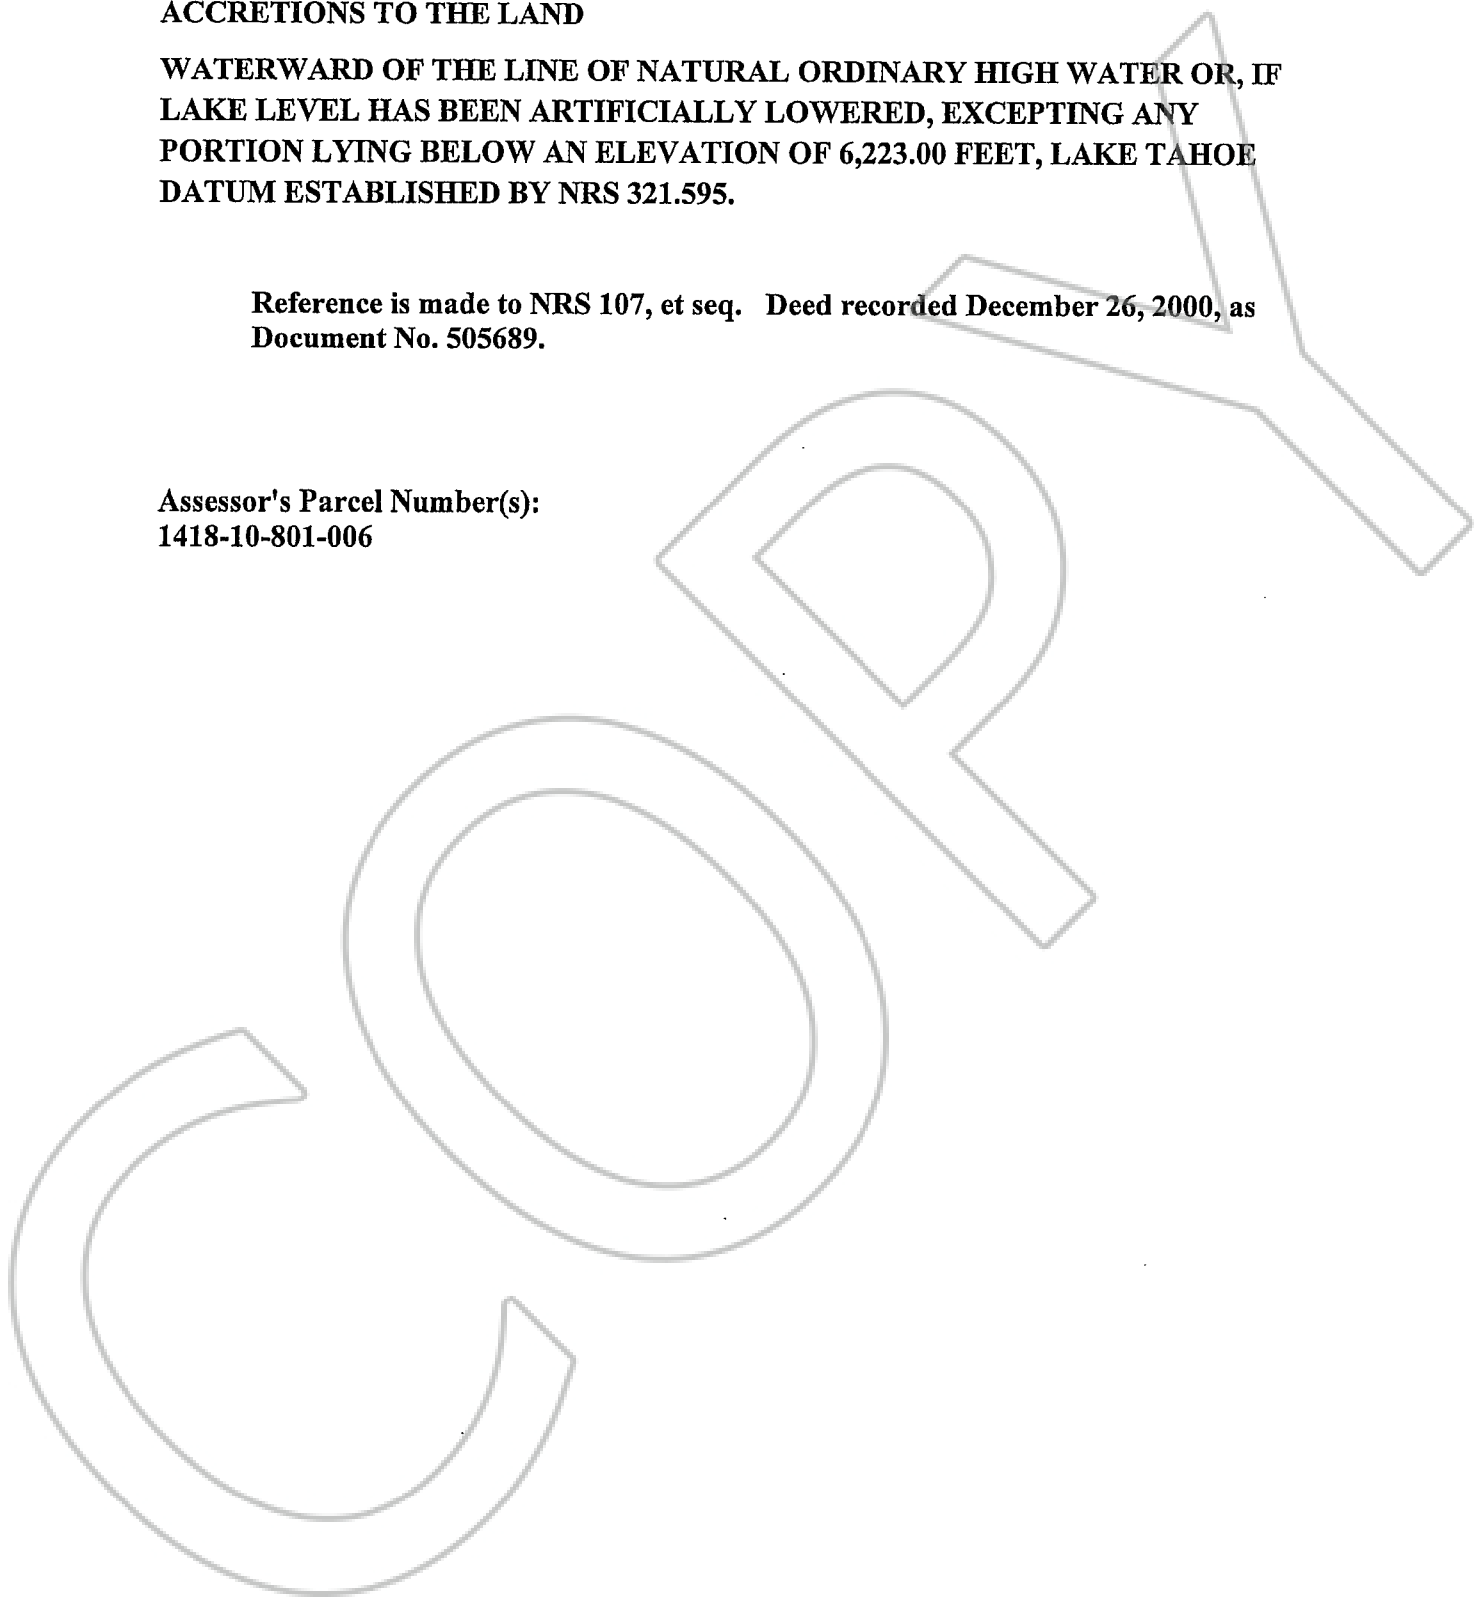 ACCRETIONS TO THE LAND
WATERWARD OF THE LINE OF NATURAL ORDINARY HIGH WATER OR, IF
LAKE LEVEL HAS BEEN ARTIFICIALLY LOWERED, EXCEPTING ANY
PORTION LYING BELOW AN ELEVATION OF 6,223.00 FEET, LAKE TAHOE
DATUM ESTABLISHED BY NRS 321.595.
Reference is made to NRS 107, et seq. Deed recorded December 26, 2000, as
Document No. 505689.
Assessor's Parcel Number(s):
1418-10-801-006
COPY